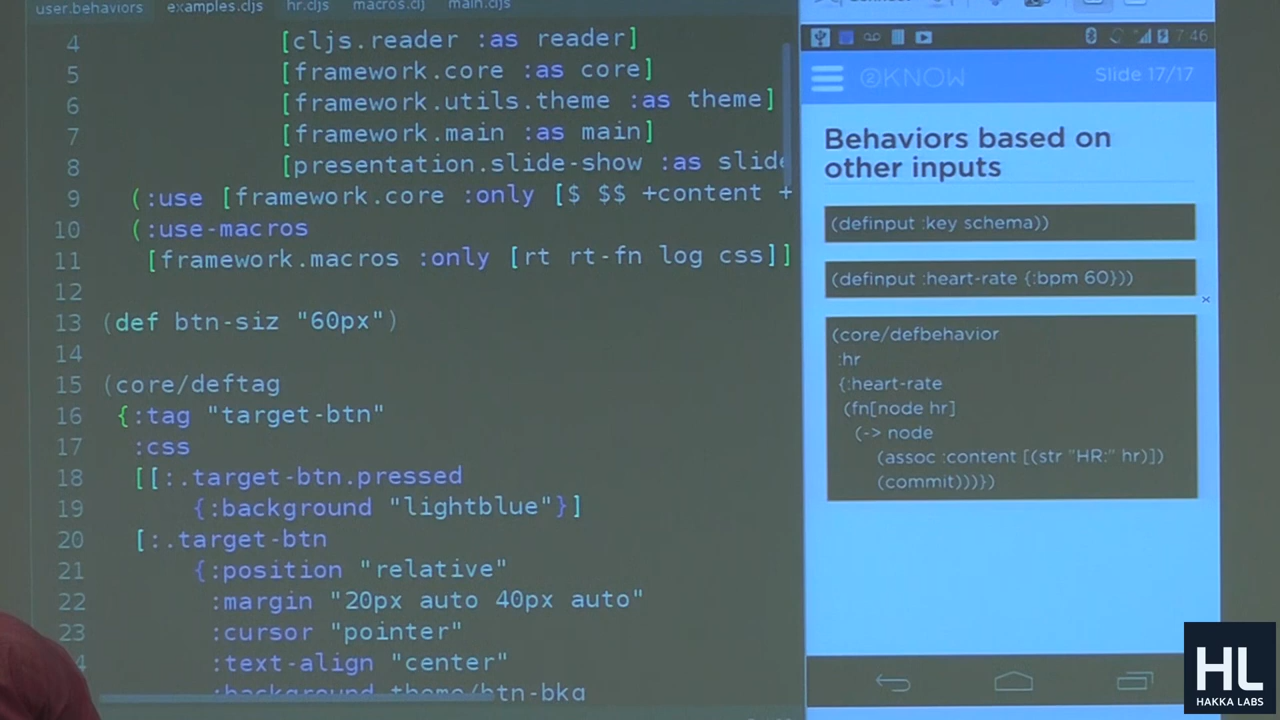 user.behaviors examples.cljs hr.cljs macros.clj main.cljs
4 [cljs.reader :as reader]
5 [framework.core :as core]
6 [framework.utils.theme :as theme]
7 [framework.main :as main]
8 [presentation.slide-show :as slide
9 (:use [framework.core :only [$ $$ +content +
10 (:use-macros
11 [framework.macros :only [rt rt-fn log css]]
12
13 (def btn-siz "60px")
14
15 (core/deftag
16 {:tag "target-btn"
17 :css
18 [[:.target-btn.pressed
19 {:background "lightblue"}]
20 [:.target-btn
21 {:position "relative"
22 :margin "20px auto 40px auto"
23 :cursor "pointer"
4 :text-align "center"
:background theme/btn-bkg
7:46
②KNOW Slide 17/17
Behaviors based on
other inputs
(definput :key schema))
(definput :heart-rate {:bpm 60}))
(core/defbehavior
:hr
{:heart-rate
(fn[node hr]
(-> node
(assoc :content [(str "HR:" hr)])
(commit)))})
HL
HAKKA LABS